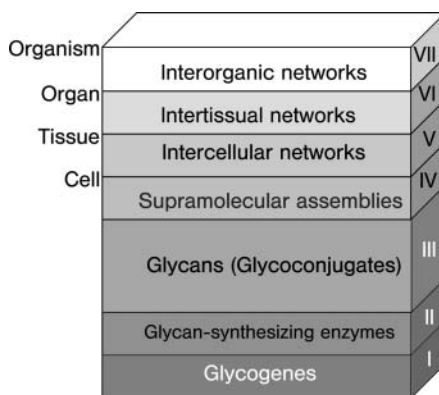 Organism
VII
Interorganic networks
Organ
VI
Intertissual networks
Tissue
V
Intercellular networks
Cell
IV
Supramolecular assemblies
III
Glycans (Glycoconjugates)
II
Glycan-synthesizing enzymes
I
Glycogenes